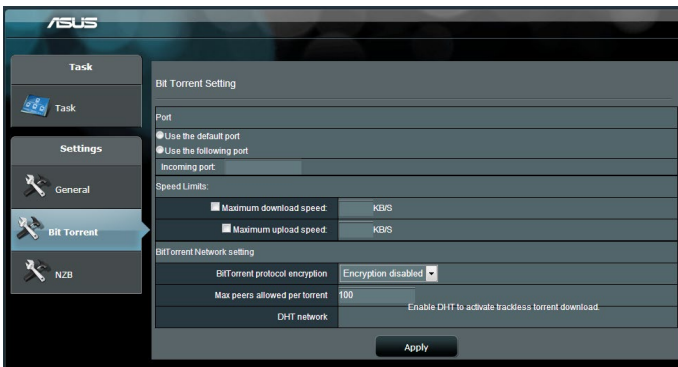 ASUS
Task
Task
Settings
General
Bit Torrent
NZB
Bit Torrent Setting
Port
Use the default port
Use the following port
Incoming port:
Speed Limits:
Maximum download speed: KB/S
Maximum upload speed: KB/S
BitTorrent Network setting
BitTorrent protocol encryption Encryption disabled
Max peers allowed per torrent 100
Enable DHT to activate trackless torrent download.
DHT network
Apply